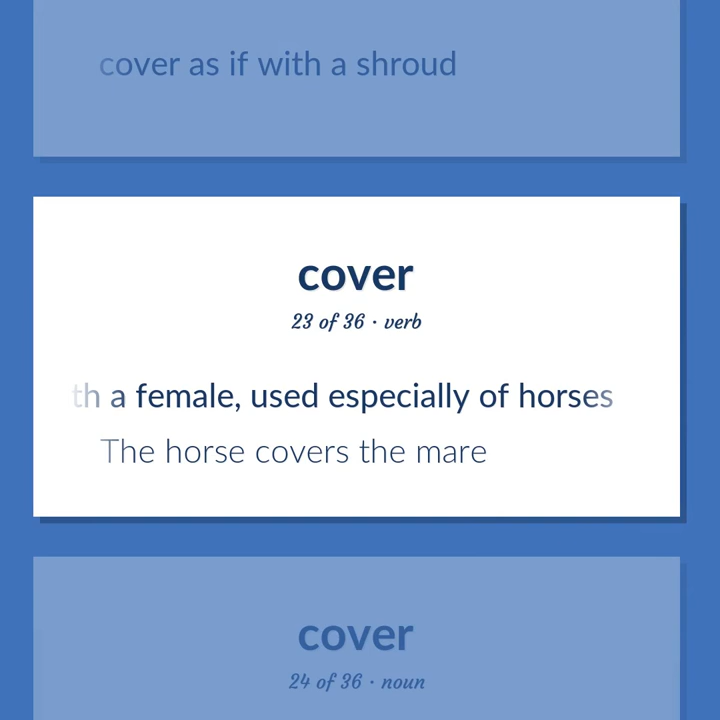 cover as if with a shroud
cover
23 of 36 · verb
th a female, used especially of horses
The horse covers the mare
cover
24 of 36 · noun